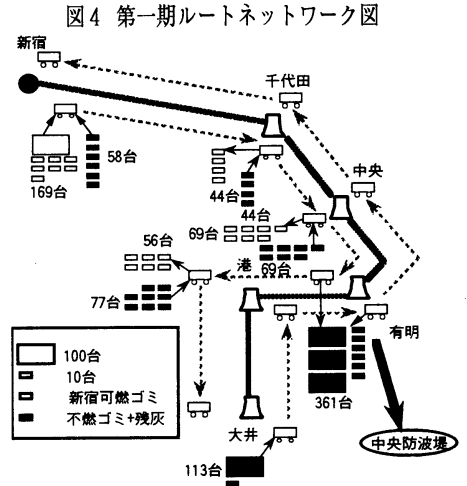 図4 第一期ルートネットワーク図
新宿
千代田
58台
169台
中央
44台
44台
69台
56台
69台
港
77台
有明
100台
10台
新宿可燃ゴミ
不燃ゴミ+残灰
361台
大井
中央防波堤
113台